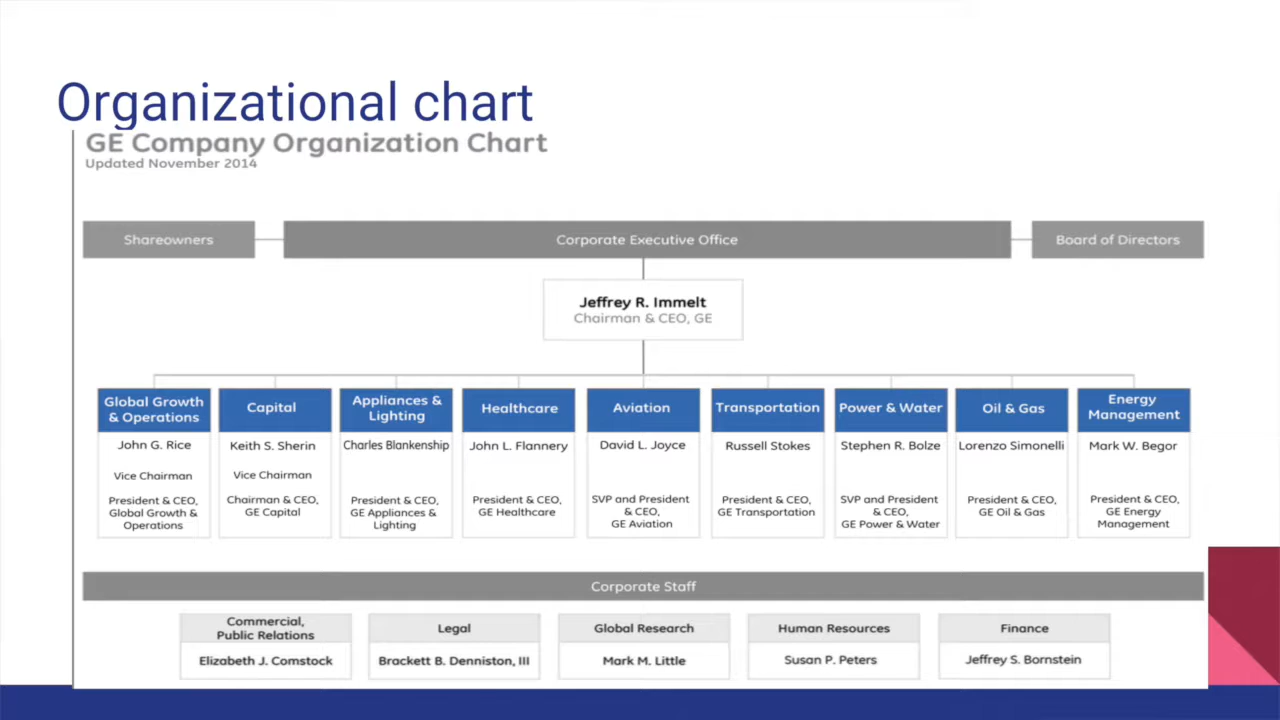 Organizational chart
GE Company Organization Chart
Updated November 2014
Shareowners
Corporate Executive Office
Board of Directors
Jeffrey R. Immelt
Chairman & CEO, GE
Global Growth
& Operations
John G. Rice
Vice Chairman
President & CEO,
Global Growth &
Operations
Capital
Keith S. Sherin
Vice Chairman
Chairman & CEO,
GE Capital
Appliances &
Lighting
Charles Blankenship
President & CEO,
GE Appliances &
Lighting
Healthcare
John L. Flannery
President & CEO,
GE Healthcare
Aviation
David L. Joyce
SVP and President
& CEO,
GE Aviation
Transportation
Russell Stokes
President & CEO,
GE Transportation
Power & Water
Stephen R. Bolze
SVP and President
& CEO,
GE Power & Water
Oil & Gas
Lorenzo Simonelli
President & CEO,
GE Oil & Gas
Energy
Management
Mark W. Begor
President & CEO,
GE Energy
Management
Corporate Staff
Commercial,
Public Relations
Elizabeth J. Comstock
Legal
Brackett B. Denniston, III
Global Research
Mark M. Little
Human Resources
Susan P. Peters
Finance
Jeffrey S. Bornstein